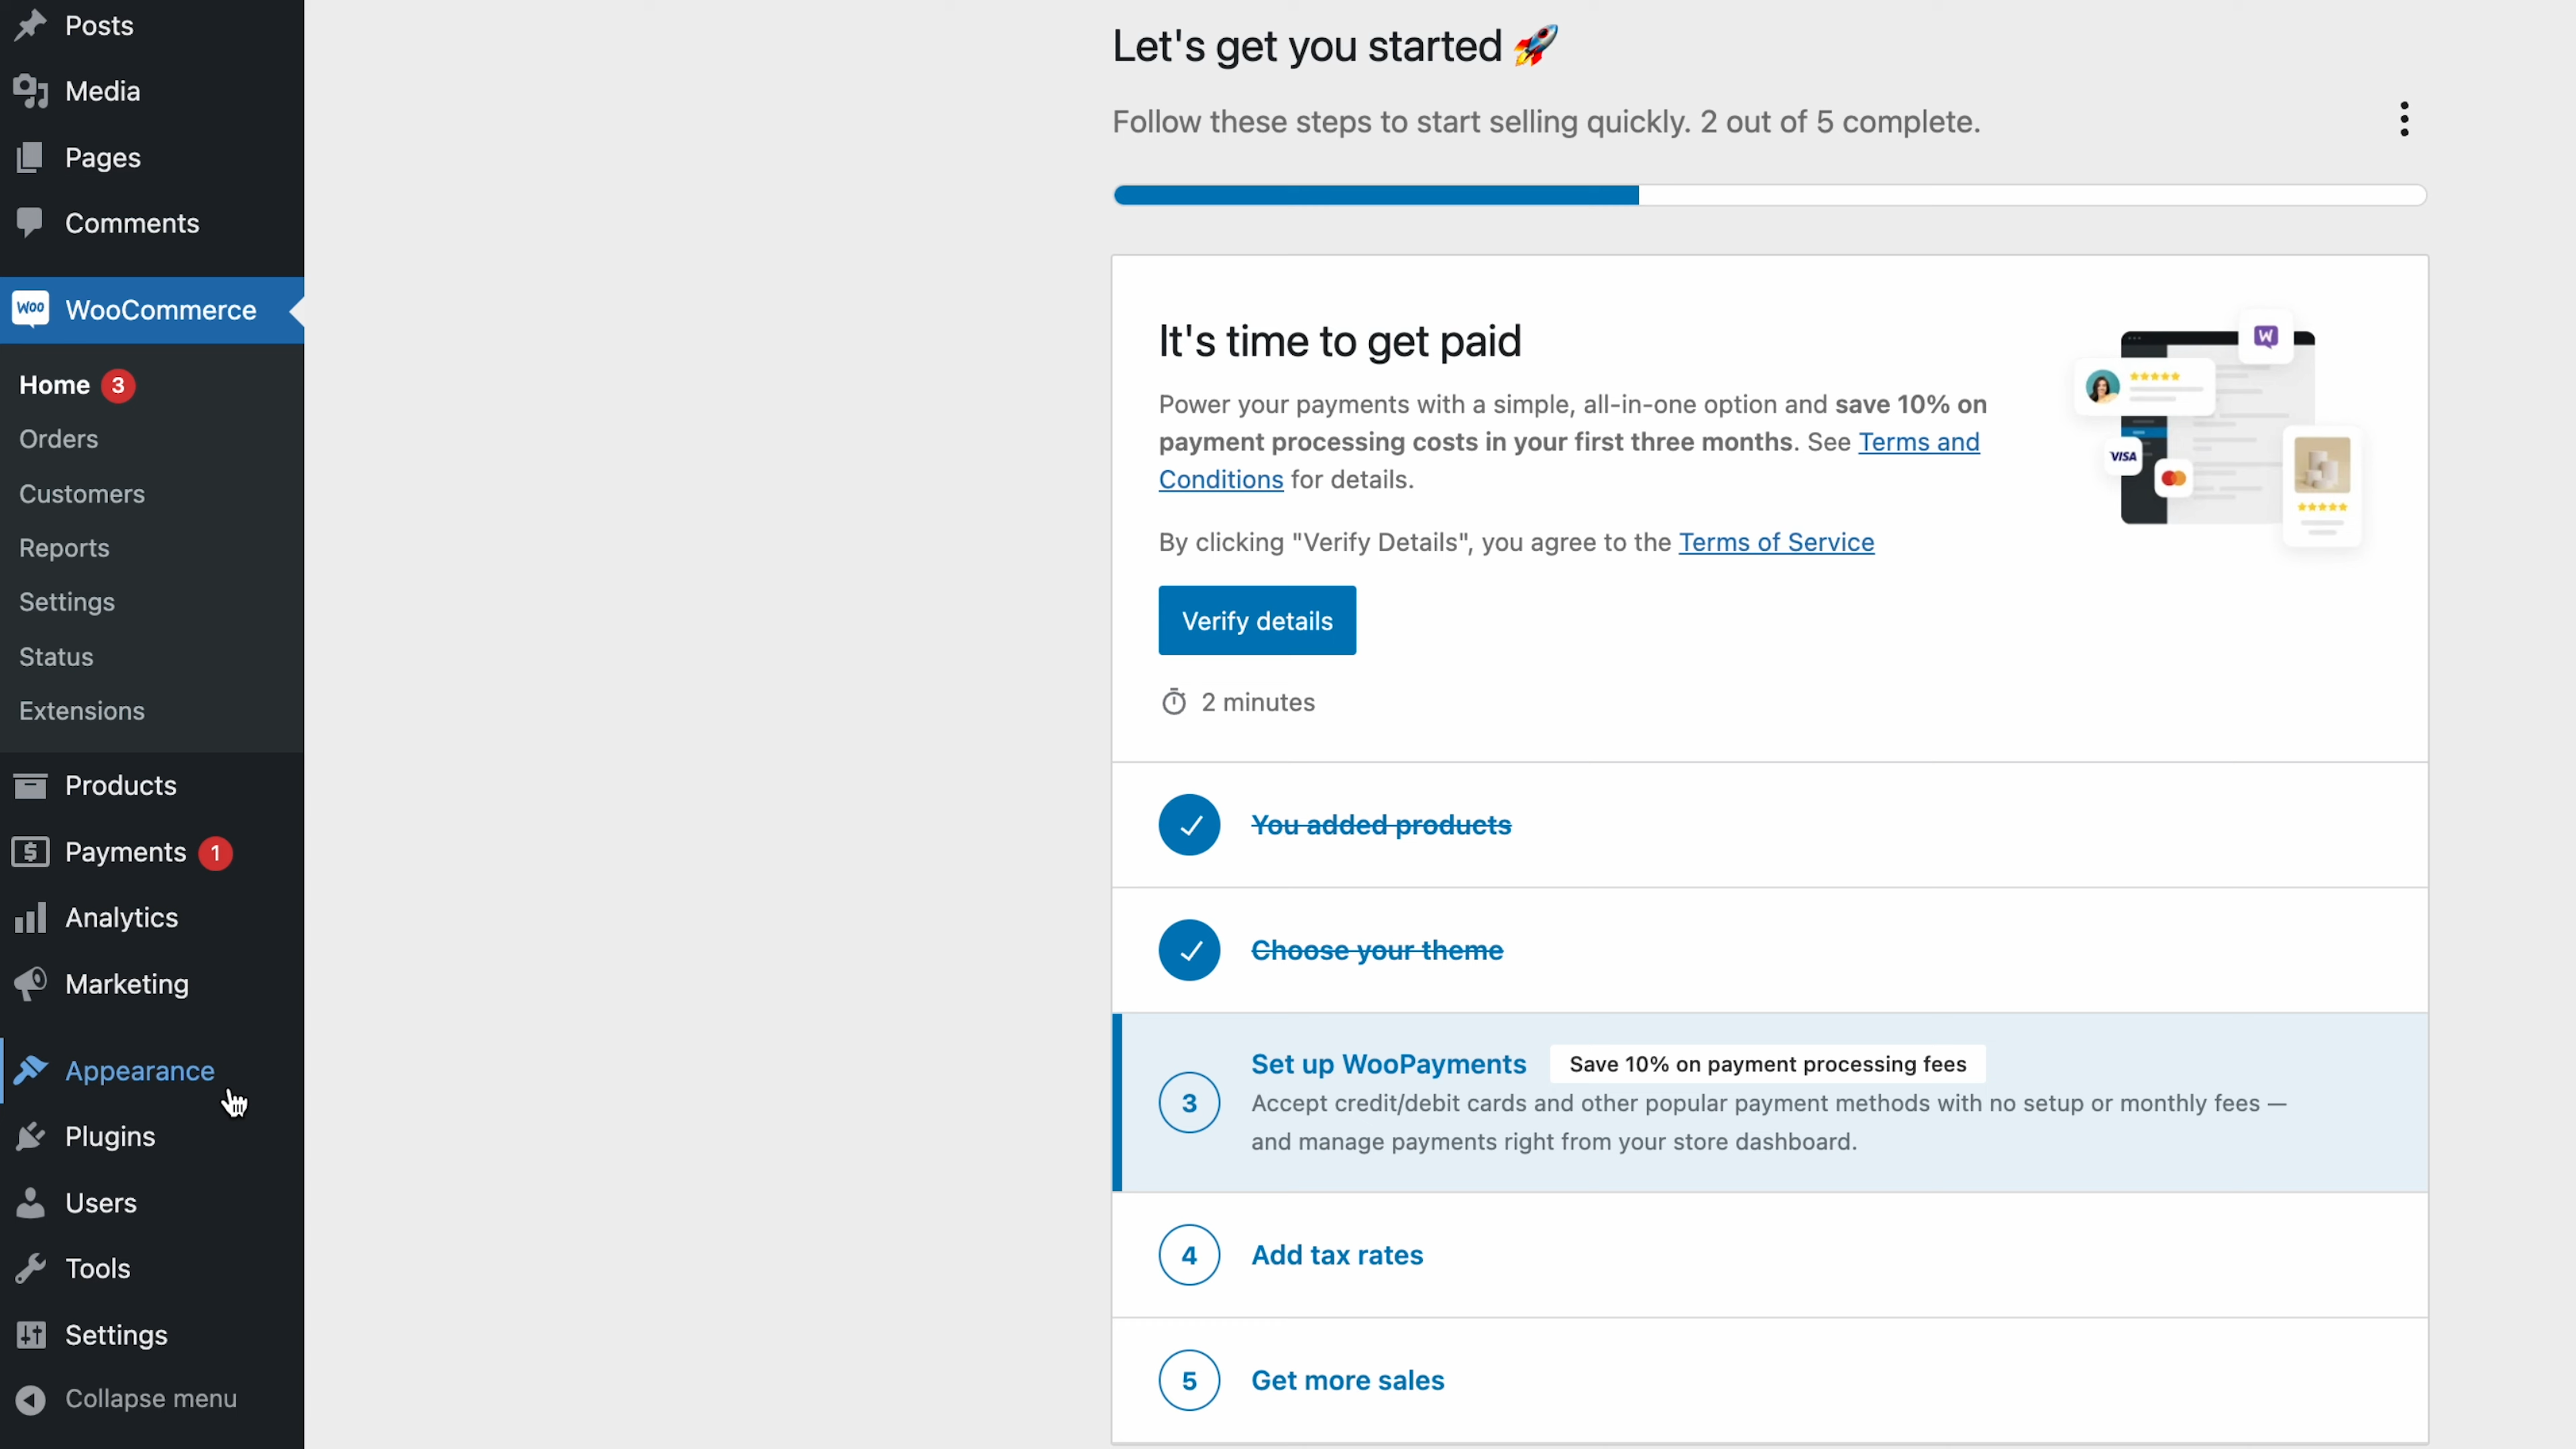 Posts
Media
Pages
Comments
WOO WooCommerce
Home 3
Orders
Customers
Reports
Settings
Status
Extensions
Products
Payments 1
Analytics
Marketing
Appearance
Plugins
Users
Tools
Settings
Collapse menu
Let's get you started 🚀
Follow these steps to start selling quickly. 2 out of 5 complete.
It's time to get paid
Power your payments with a simple, all-in-one option and save 10% on
payment processing costs in your first three months. See Terms and
Conditions for details.
By clicking "Verify Details", you agree to the Terms of Service
Verify details
2 minutes
W
VISA
You added products
Choose your theme
3 Set up WooPayments Save 10% on payment processing fees
Accept credit/debit cards and other popular payment methods with no setup or monthly fees —
and manage payments right from your store dashboard.
4 Add tax rates
5 Get more sales